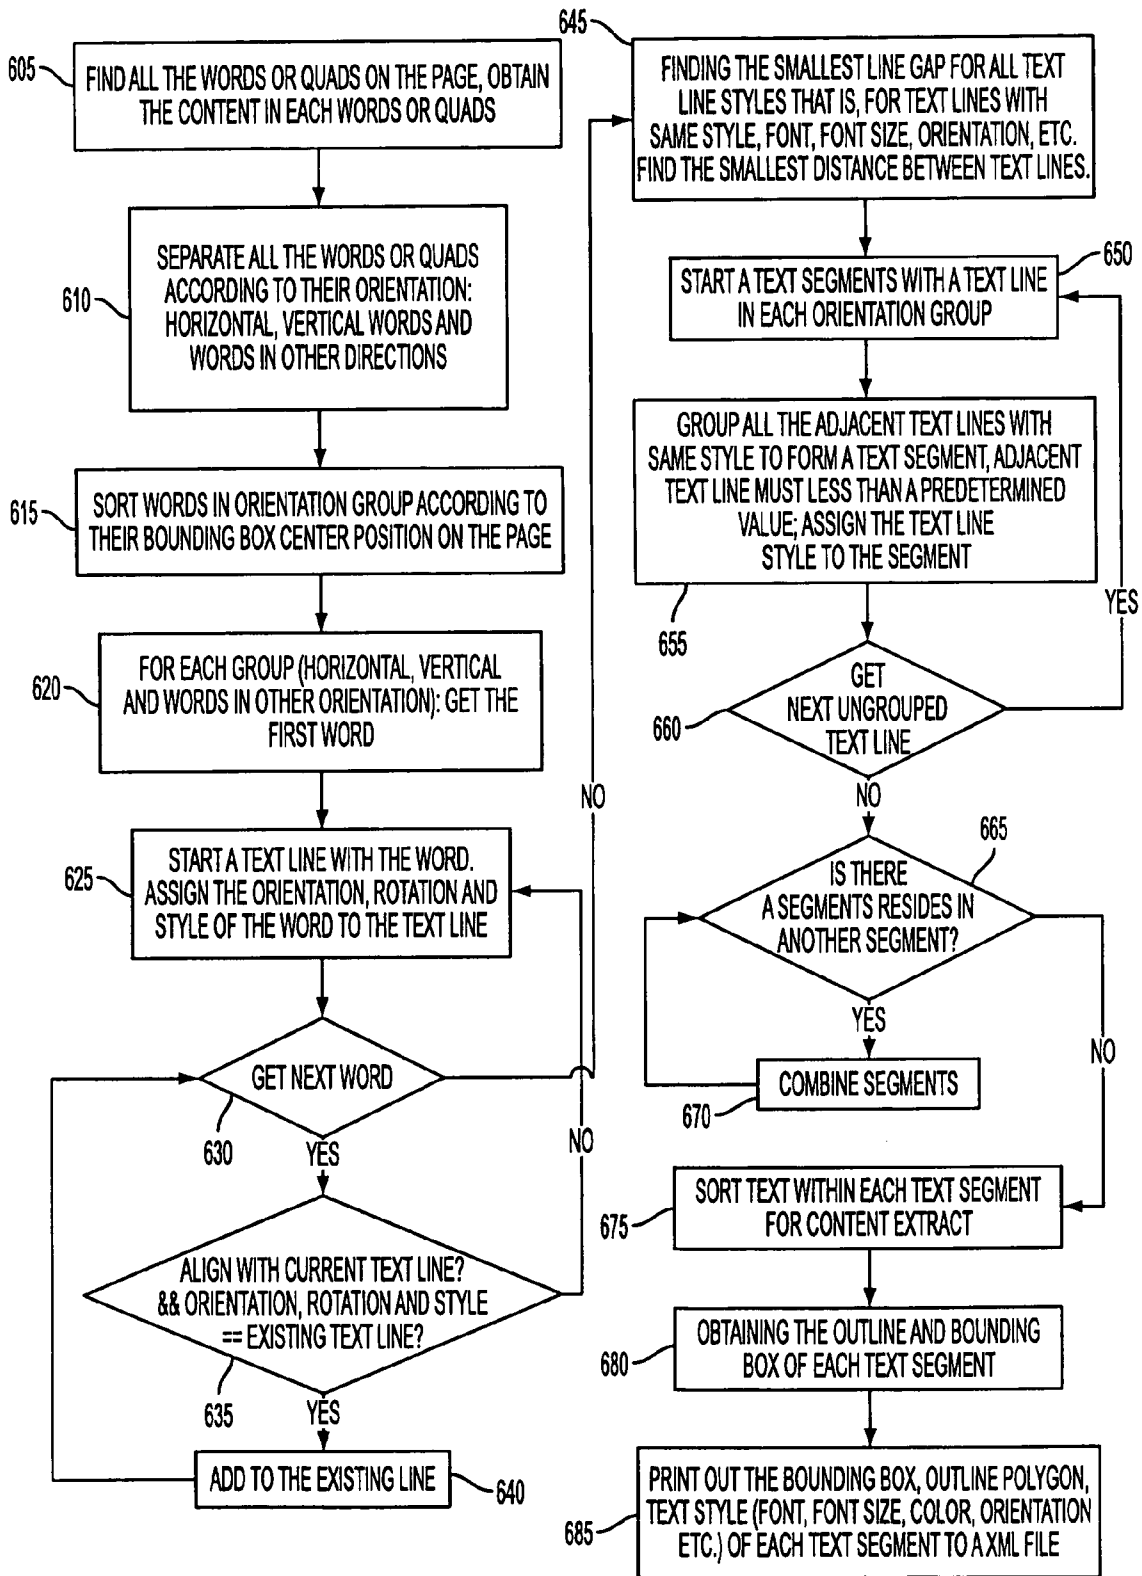 605
FIND ALL THE WORDS OR QUADS ON THE PAGE, OBTAIN
THE CONTENT IN EACH WORDS OR QUADS
610
SEPARATE ALL THE WORDS OR QUADS
ACCORDING TO THEIR ORIENTATION:
HORIZONTAL, VERTICAL WORDS AND
WORDS IN OTHER DIRECTIONS
615
SORT WORDS IN ORIENTATION GROUP ACCORDING TO
THEIR BOUNDING BOX CENTER POSITION ON THE PAGE
620
FOR EACH GROUP (HORIZONTAL, VERTICAL
AND WORDS IN OTHER ORIENTATION): GET THE
FIRST WORD
625
START A TEXT LINE WITH THE WORD.
ASSIGN THE ORIENTATION, ROTATION AND
STYLE OF THE WORD TO THE TEXT LINE
GET NEXT WORD
630
NO
YES
ALIGN WITH CURRENT TEXT LINE?
&& ORIENTATION, ROTATION AND STYLE
== EXISTING TEXT LINE?
635
NO
YES
ADD TO THE EXISTING LINE
640
645
FINDING THE SMALLEST LINE GAP FOR ALL TEXT
LINE STYLES THAT IS, FOR TEXT LINES WITH
SAME STYLE, FONT, FONT SIZE, ORIENTATION, ETC.
FIND THE SMALLEST DISTANCE BETWEEN TEXT LINES.
650
START A TEXT SEGMENTS WITH A TEXT LINE
IN EACH ORIENTATION GROUP
GROUP ALL THE ADJACENT TEXT LINES WITH
SAME STYLE TO FORM A TEXT SEGMENT, ADJACENT
TEXT LINE MUST LESS THAN A PREDETERMINED
VALUE; ASSIGN THE TEXT LINE
STYLE TO THE SEGMENT
655
YES
GET
NEXT UNGROUPED
TEXT LINE
660
NO
665
IS THERE
A SEGMENTS RESIDES IN
ANOTHER SEGMENT?
YES
NO
COMBINE SEGMENTS
670
SORT TEXT WITHIN EACH TEXT SEGMENT
FOR CONTENT EXTRACT
675
OBTAINING THE OUTLINE AND BOUNDING
BOX OF EACH TEXT SEGMENT
680
PRINT OUT THE BOUNDING BOX, OUTLINE POLYGON,
TEXT STYLE (FONT, FONT SIZE, COLOR, ORIENTATION
ETC.) OF EACH TEXT SEGMENT TO A XML FILE
685